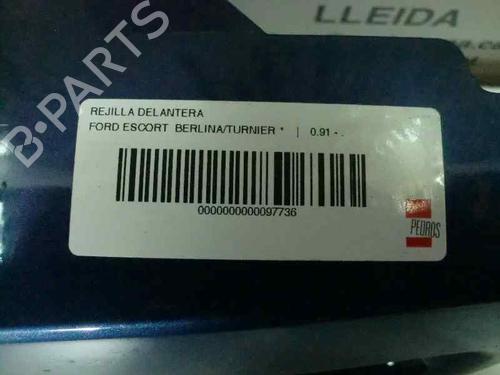 LLEIDA
B-PARTS
REJILLA DELANTERA
FORD ESCORT BERLINA/TURNIER * | 0.91 - .
0000000000097736
PEDROS